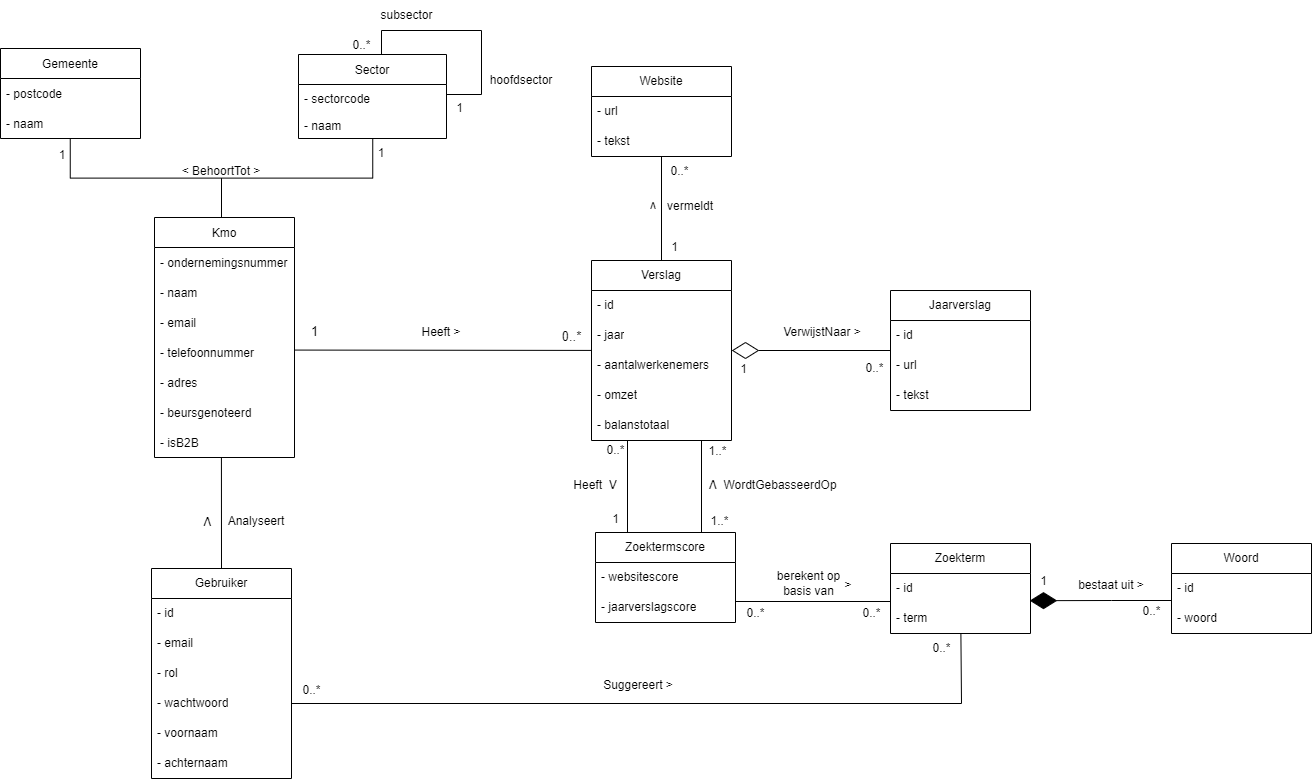 subsector
0..*
hoofdsector
1
Gemeente
- postcode
- naam
1
Sector
- sectorcode
- naam
1
< BehoortTot >
Website
- url
- tekst
0..*
ʌ vermeldt
1
Kmo
- ondernemingsnummer
- naam
- email
- telefoonnummer
- adres
- beursgenoteerd
- isB2B
1
Heeft >
0..*
Verslag
- id
- jaar
- aantalwerkenemers
- omzet
- balanstotaal
1
VerwijstNaar >
0..*
Jaarverslag
- id
- url
- tekst
0..*
Heeft V
1
1..*
Λ WordtGebasseerdOp
1..*
Λ Analyseert
Zoektermscore
- websitescore
- jaarverslagscore
0..*
berekent op
basis van >
0..*
Zoekterm
- id
- term
1
bestaat uit >
0..*
Woord
- id
- woord
Gebruiker
- id
- email
- rol
- wachtwoord
- voornaam
- achternaam
0..*
Suggereert >
0..*